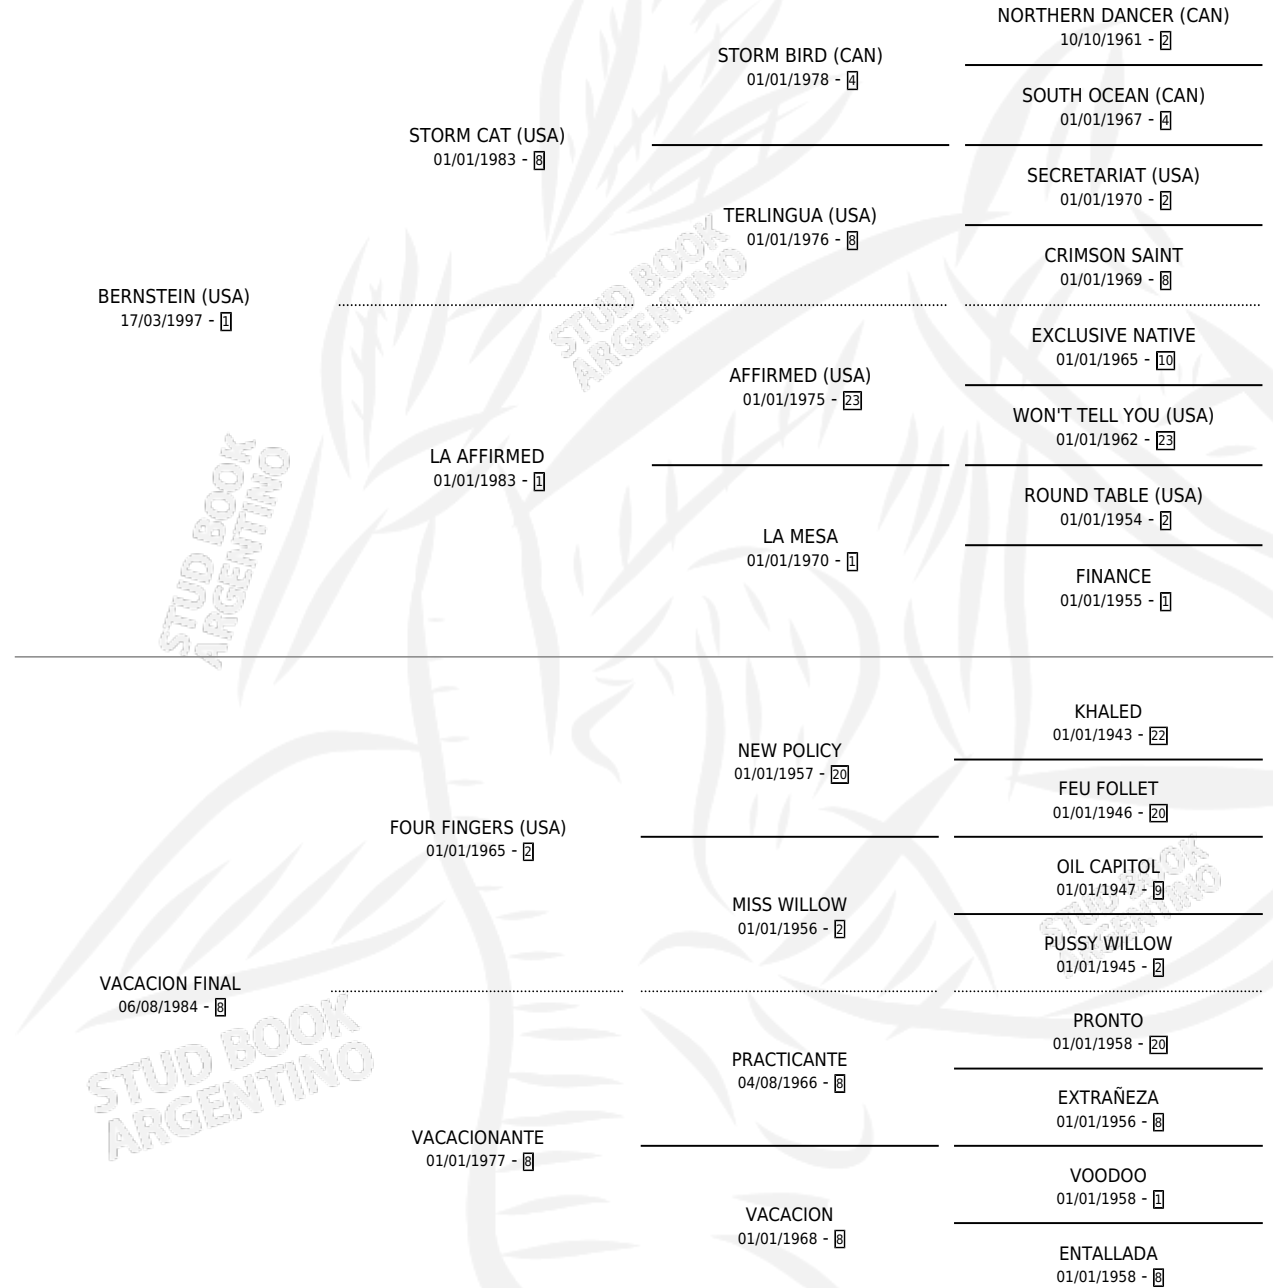 NORTHERN DANCER (CAN)
10/10/1961 - 2
STORM BIRD (CAN)
01/01/1978 - 4
SOUTH OCEAN (CAN)
01/01/1967 - 4
STORM CAT (USA)
01/01/1983 - 8
SECRETARIAT (USA)
01/01/1970 - 2
TERLINGUA (USA)
01/01/1976 - 8
CRIMSON SAINT
01/01/1969 - 8
BERNSTEIN (USA)
17/03/1997 - 1
STUD BOOK
ARGENTINO
EXCLUSIVE NATIVE
01/01/1965 - 10
AFFIRMED (USA)
01/01/1975 - 23
WON'T TELL YOU (USA)
01/01/1962 - 23
LA AFFIRMED
01/01/1983 - 1
ROUND TABLE (USA)
01/01/1954 - 2
LA MESA
01/01/1970 - 1
FINANCE
01/01/1955 - 1
STUD BOOK
ARGENTINO
KHALED
01/01/1943 - 22
NEW POLICY
01/01/1957 - 20
FEU FOLLET
01/01/1946 - 20
FOUR FINGERS (USA)
01/01/1965 - 2
OIL CAPITOL
01/01/1947 - 9
MISS WILLOW
01/01/1956 - 2
STUD BOOK
ARGENTINO
PUSSY WILLOW
01/01/1945 - 2
VACACION FINAL
06/08/1984 - 8
PRONTO
01/01/1958 - 20
PRACTICANTE
04/08/1966 - 8
STUD BOOK
ARGENTINO
EXTRAÑEZA
01/01/1956 - 8
VACACIONANTE
01/01/1977 - 8
VOODOO
01/01/1958 - 1
VACACION
01/01/1968 - 8
ENTALLADA
01/01/1958 - 8